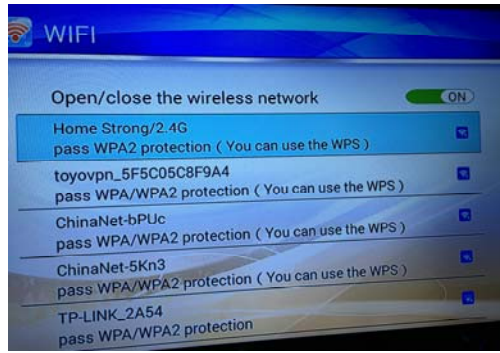 WIFI
Open/close the wireless network ON
Home Strong/2.4G
pass WPA2 protection ( You can use the WPS )
toyovpn_5F5C05C8F9A4
pass WPA/WPA2 protection ( You can use the WPS )
ChinaNet-bPUc
pass WPA/WPA2 protection ( You can use the WPS )
ChinaNet-5Kn3
pass WPA/WPA2 protection ( You can use the WPS )
TP-LINK_2A54
pass WPA/WPA2 protection